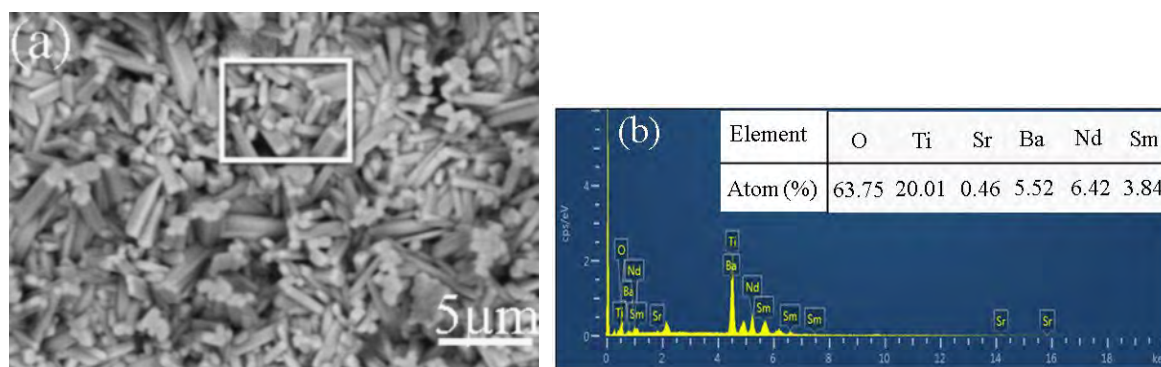 (a)
5μm
(b)
Element O Ti Sr Ba Nd Sm
Atom (%) 63.75 20.01 0.46 5.52 6.42 3.84
cps/eV
4
2
0
O
Nd
Ba
Ti Sm Sr
Ti
Ba
Nd
Sm
Sm
Sm
Sr
Sr
0 2 4 6 8 10 12 14 16 18 ke